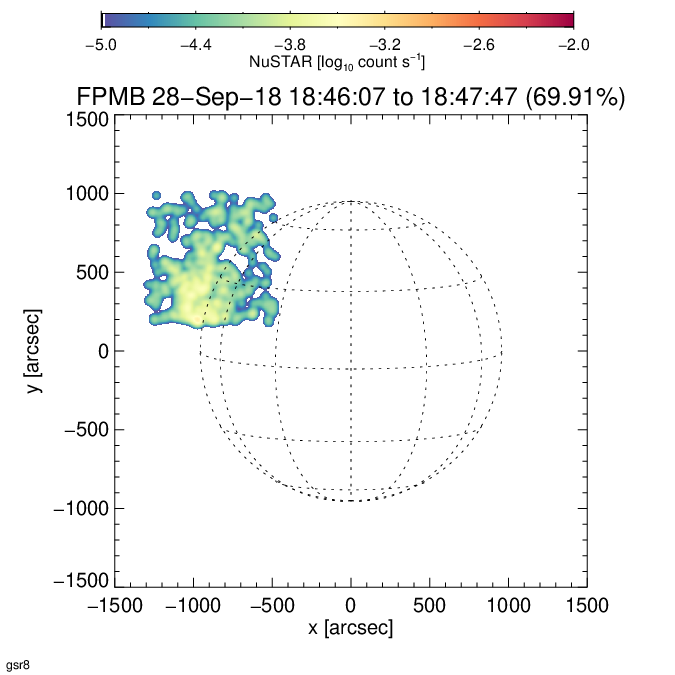 −5.0 −4.4 −3.8 −3.2 −2.6 −2.0
NuSTAR [log10 count s−1]
FPMB 28−Sep−18 18:46:07 to 18:47:47 (69.91%)
1500
1000
500
0
−500
−1000
−1500
y [arcsec]
−1500 −1000 −500 0 500 1000 1500
x [arcsec]
gsr8